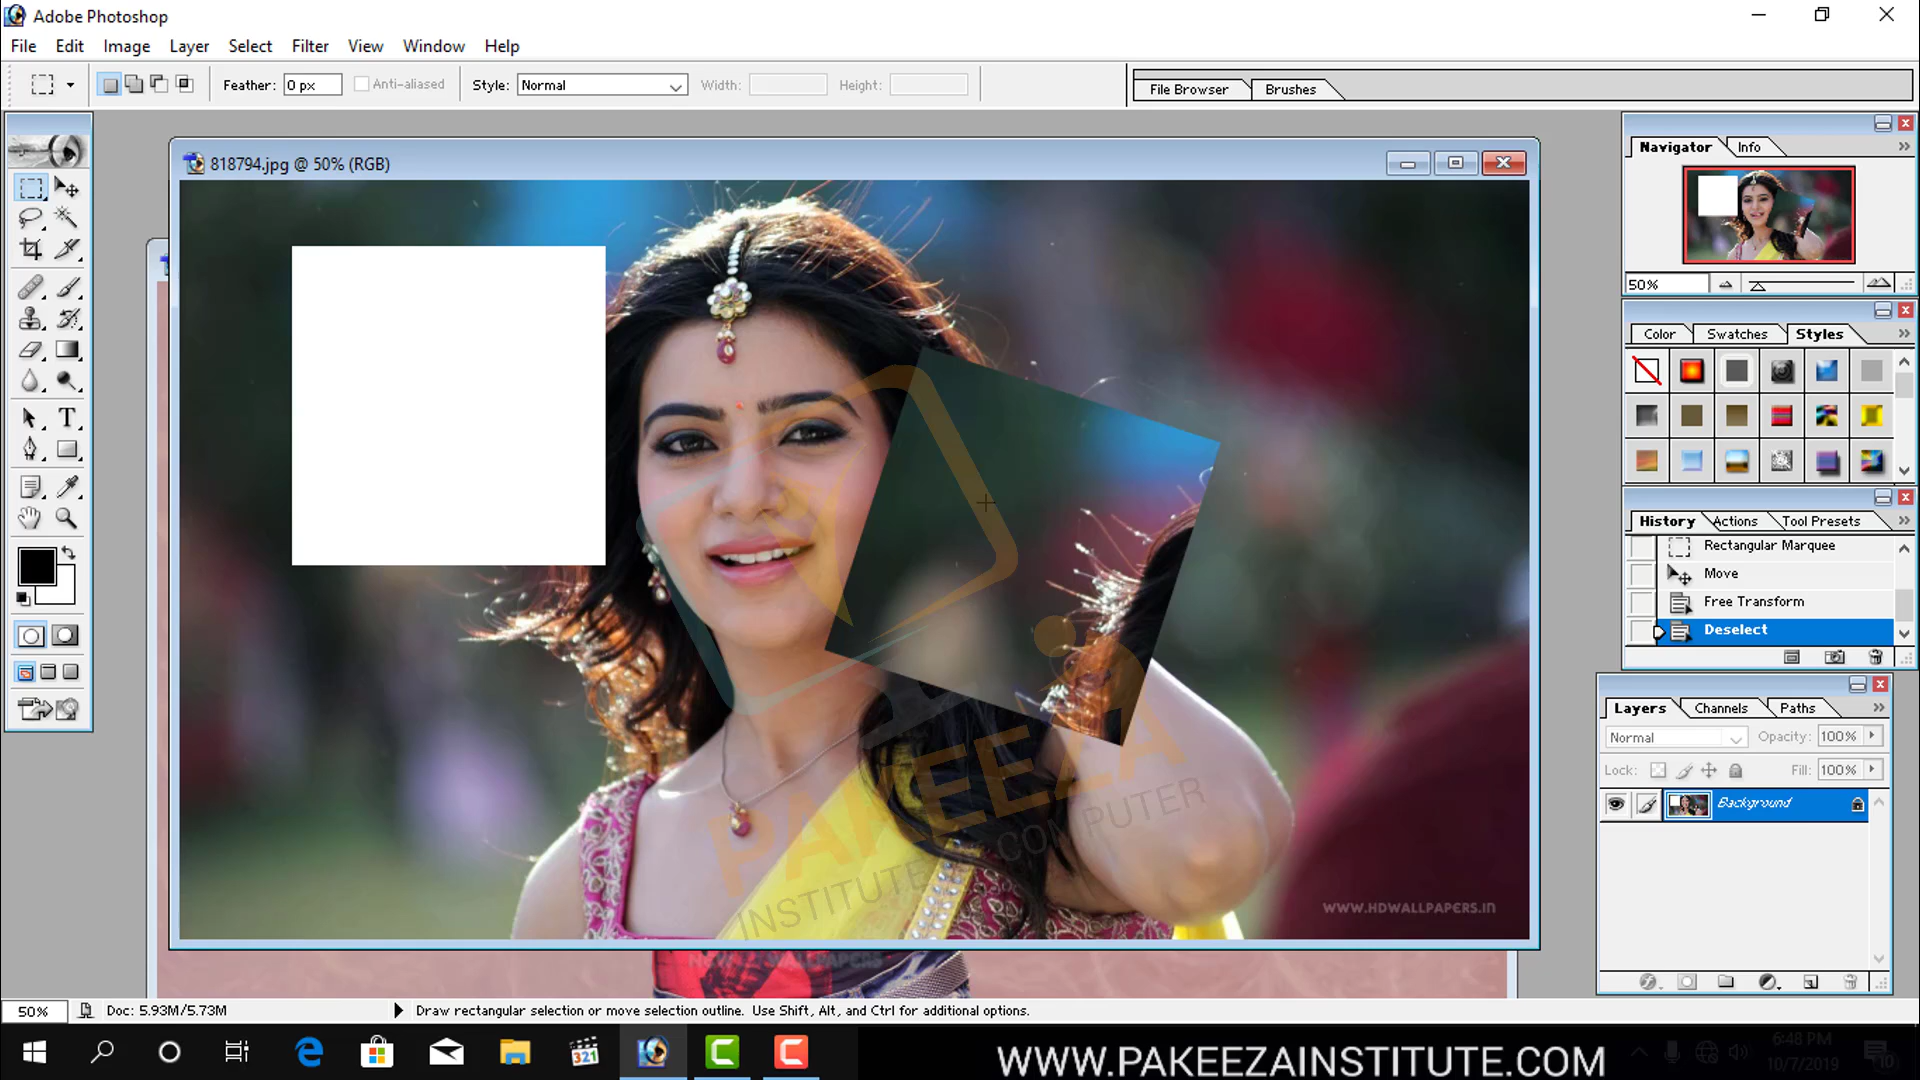 Adobe Photoshop
File Edit Image Layer Select Filter View Window Help
Feather: 0 px Anti-aliased Style: Normal Width: Height: File Browser Brushes
818794.jpg @ 50% (RGB)
Navigator Info
50%
Color Swatches Styles
History Actions Tool Presets
Rectangular Marquee
Move
Free Transform
Deselect
Layers Channels Paths
Normal Opacity: 100%
Lock: Fill: 100%
Background
PAKEEZA
INSTITUTE COMPUTER
WWW.HDWALLPAPERS.IN
50% Doc: 5.93M/5.73M Draw rectangular selection or move selection outline. Use Shift, Alt, and Ctrl for additional options.
321
WWW.PAKEEZAINSTITUTE.COM
6:48 PM
10/7/2019